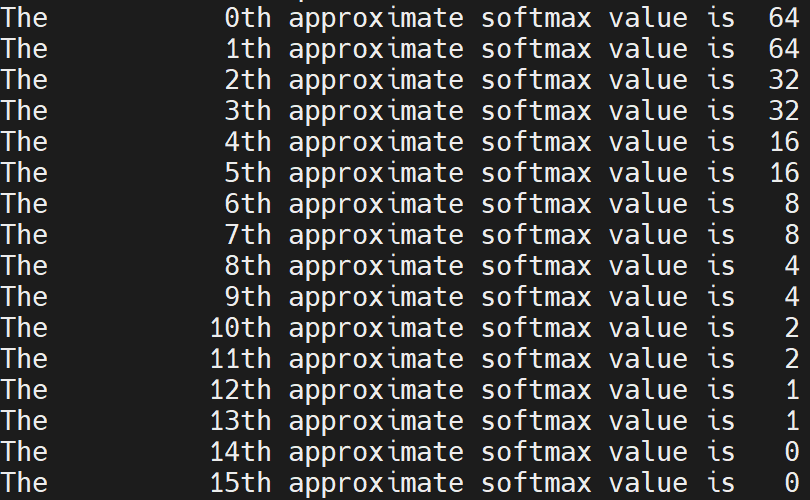 The           0th approximate softmax value is  64
The           1th approximate softmax value is  64
The           2th approximate softmax value is  32
The           3th approximate softmax value is  32
The           4th approximate softmax value is  16
The           5th approximate softmax value is  16
The           6th approximate softmax value is   8
The           7th approximate softmax value is   8
The           8th approximate softmax value is   4
The           9th approximate softmax value is   4
The          10th approximate softmax value is   2
The          11th approximate softmax value is   2
The          12th approximate softmax value is   1
The          13th approximate softmax value is   1
The          14th approximate softmax value is   0
The          15th approximate softmax value is   0